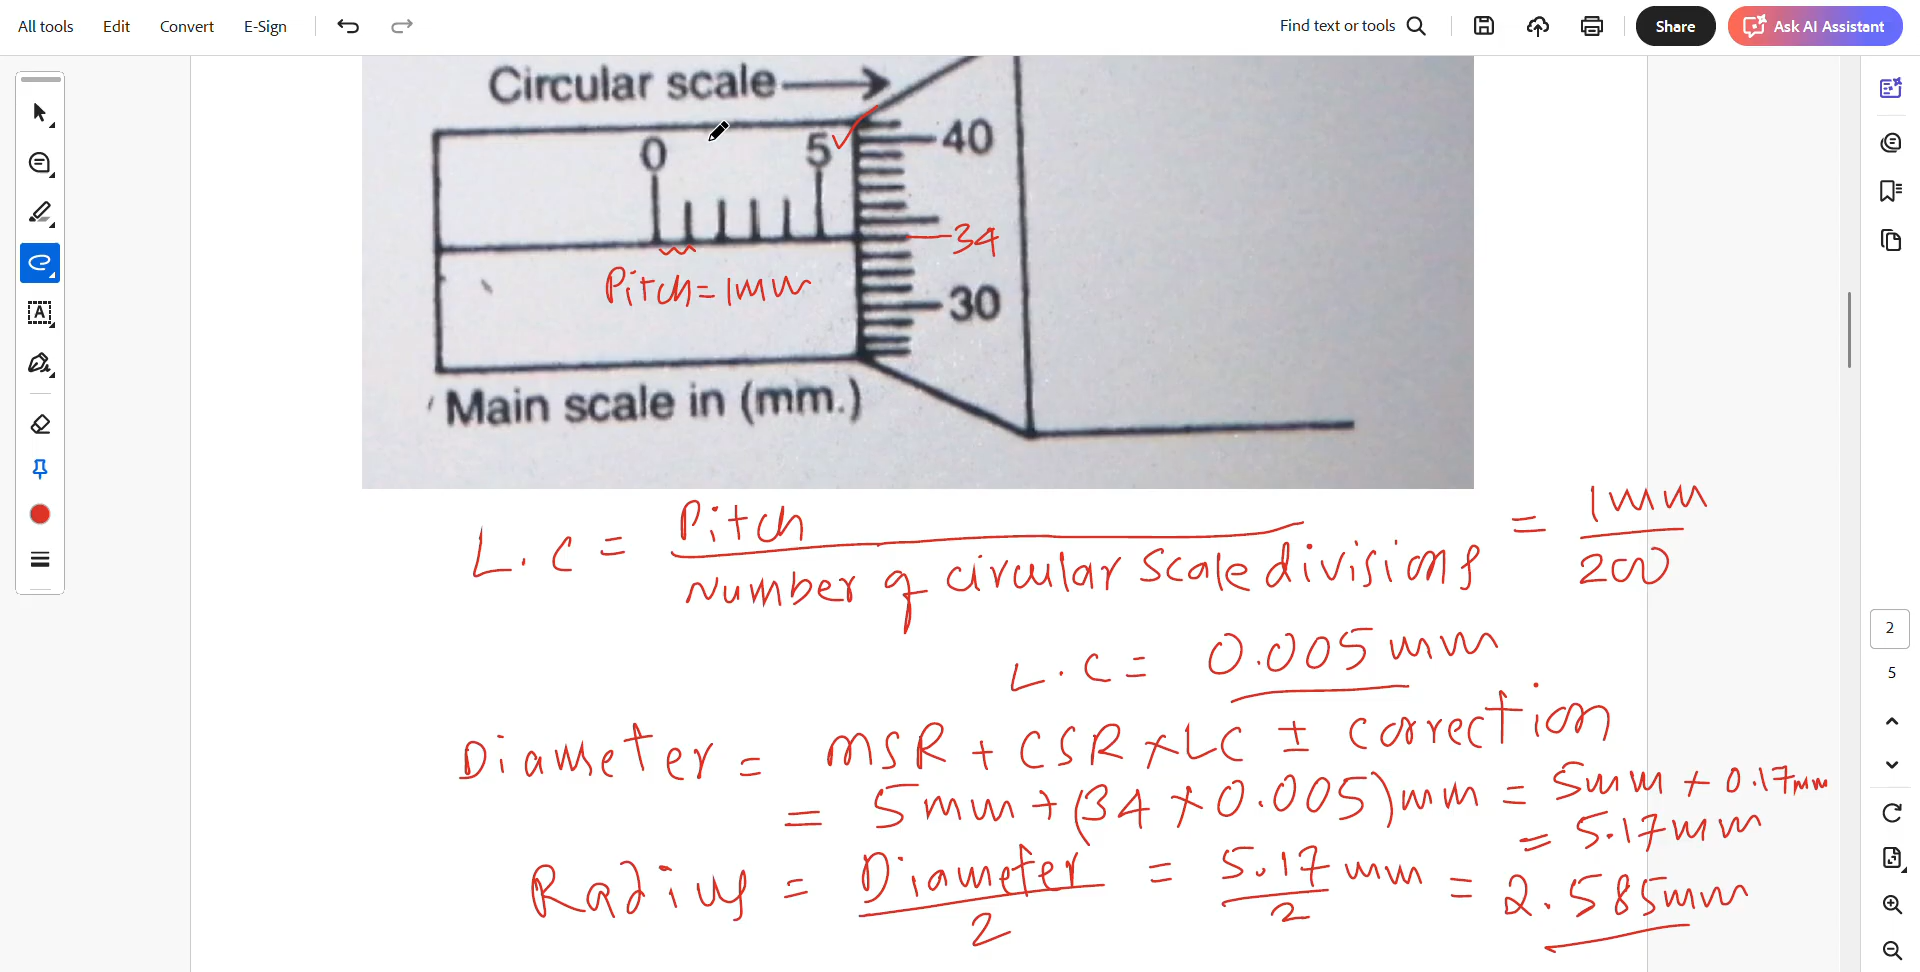 All tools Edit Convert E-Sign Find text or tools Share Ask AI Assistant
Circular scale
0 5 40
34
Pitch = 1mm
30
Main scale in (mm.)
L.C = Pitch / Number of circular scale divisions = 1mm / 200
L.C = 0.005 mm
Diameter = MSR + CSR × LC ± correction
= 5mm + (34 × 0.005) mm = 5mm + 0.17mm
= 5.17mm
Radius = Diameter / 2 = 5.17 mm / 2 = 2.585mm
2
5